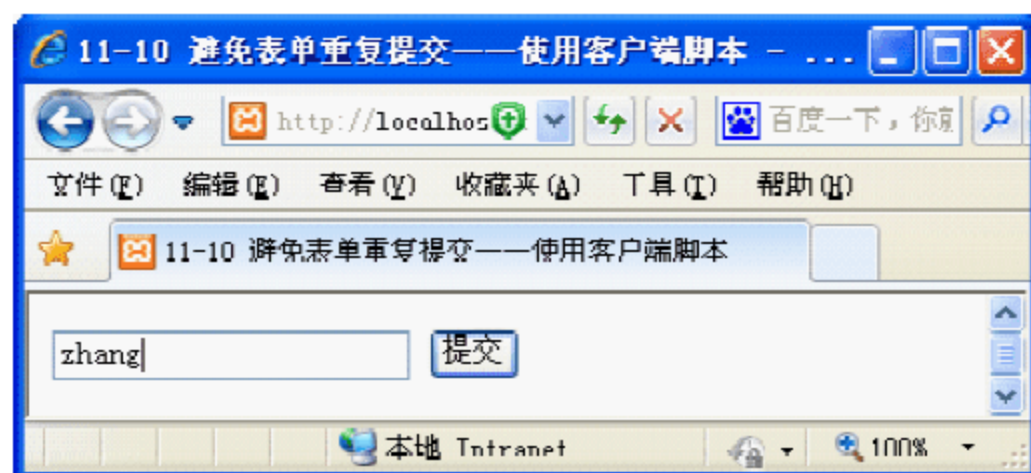 11-10 避免表单重复提交——使用客户端脚本 - ...
http://localhos 百度一下，你
文件(F) 编辑(E) 查看(V) 收藏夹(A) 工具(T) 帮助(H)
11-10 避免表单重复提交——使用客户端脚本
zhang 提交
本地 Intranet 100%